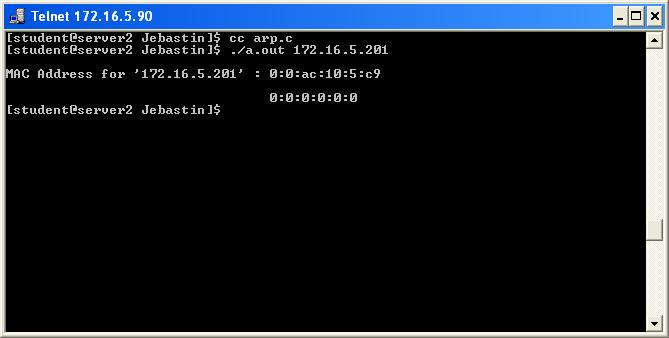 Telnet 172.16.5.90
[student@server2 Jebastin]$ cc arp.c
[student@server2 Jebastin]$ ./a.out 172.16.5.201
MAC Address for '172.16.5.201' : 0:0:ac:10:5:c9
0:0:0:0:0:0
[student@server2 Jebastin]$